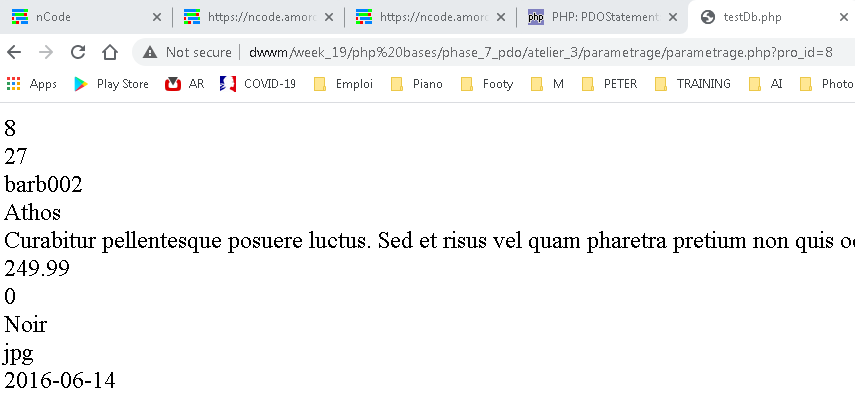 nCode
https://ncode.amoro
https://ncode.amoro
php PHP: PDOStatement
testDb.php
Not secure dwwm/week_19/php%20bases/phase_7_pdo/atelier_3/parametrage/parametrage.php?pro_id=8
Apps Play Store AR COVID-19 Emploi Piano Footy M PETER TRAINING AI Photo
8
27
barb002
Athos
Curabitur pellentesque posuere luctus. Sed et risus vel quam pharetra pretium non quis
249.99
0
Noir
jpg
2016-06-14